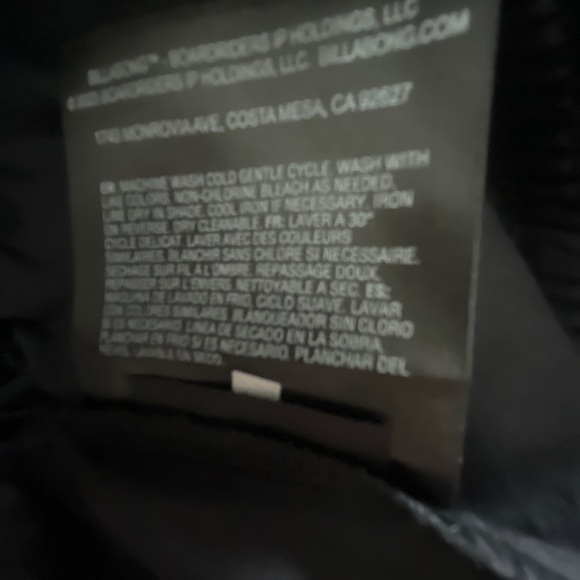 BILLABONG™ - BOARDRIDERS IP HOLDINGS, LLC
© BOARDRIDERS IP HOLDINGS, LLC BILLABONG.COM
1740 MONROVIA AVE, COSTA MESA, CA 92627
EN: MACHINE WASH COLD GENTLE CYCLE. WASH WITH
LIKE COLORS. NON-CHLORINE BLEACH AS NEEDED.
LINE DRY IN SHADE. COOL IRON IF NECESSARY. IRON
ON REVERSE. DRY CLEANABLE. FR: LAVER A 30°
CYCLE DELICAT. LAVER AVEC DES COULEURS
SIMILAIRES. BLANCHIR SANS CHLORE SI NECESSAIRE.
SECHAGE SUR FIL A L'OMBRE. REPASSAGE DOUX.
REPASSER SUR L'ENVERS. NETTOYABLE A SEC. ES:
MAQUINA DE LAVADO EN FRIO, CICLO SUAVE. LAVAR
CON COLORES SIMILARES. BLANQUEADOR SIN CLORO
SI ES NECESARIO. LINEA DE SECADO EN LA SOBRA.
PLANCHAR EN FRIO SI ES NECESARIO. PLANCHAR DEL
LAVABLE EN SECO.